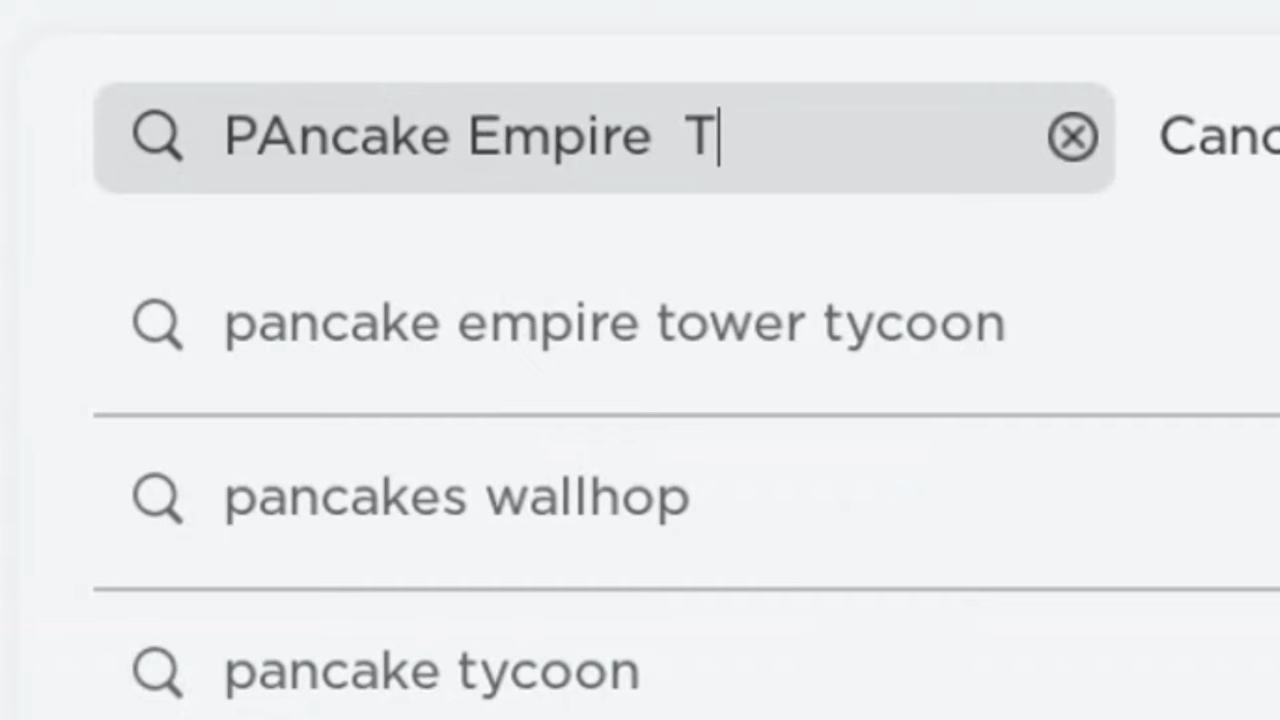 PAncake Empire  T
Canc
pancake empire tower tycoon
pancakes wallhop
pancake tycoon